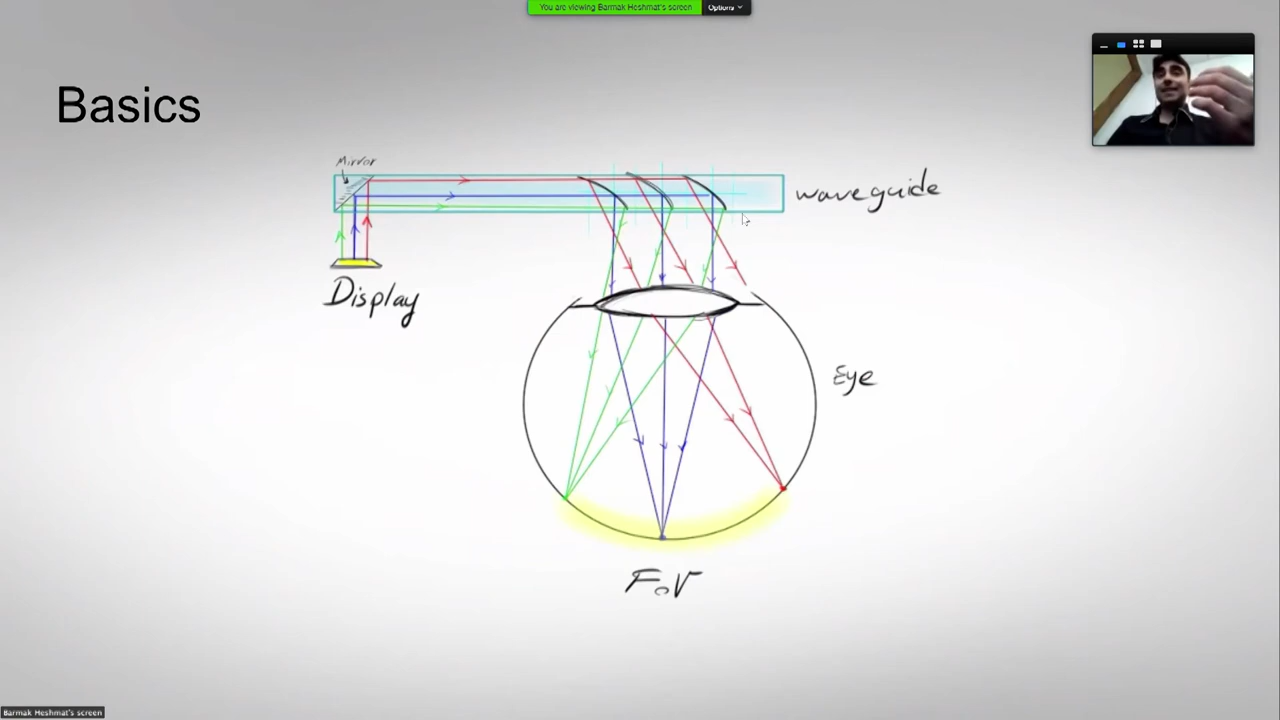 You are viewing Barmak Heshmat's screen
Options
Basics
Mirror
waveguide
Display
Eye
FoV
Barmak Heshmat's screen